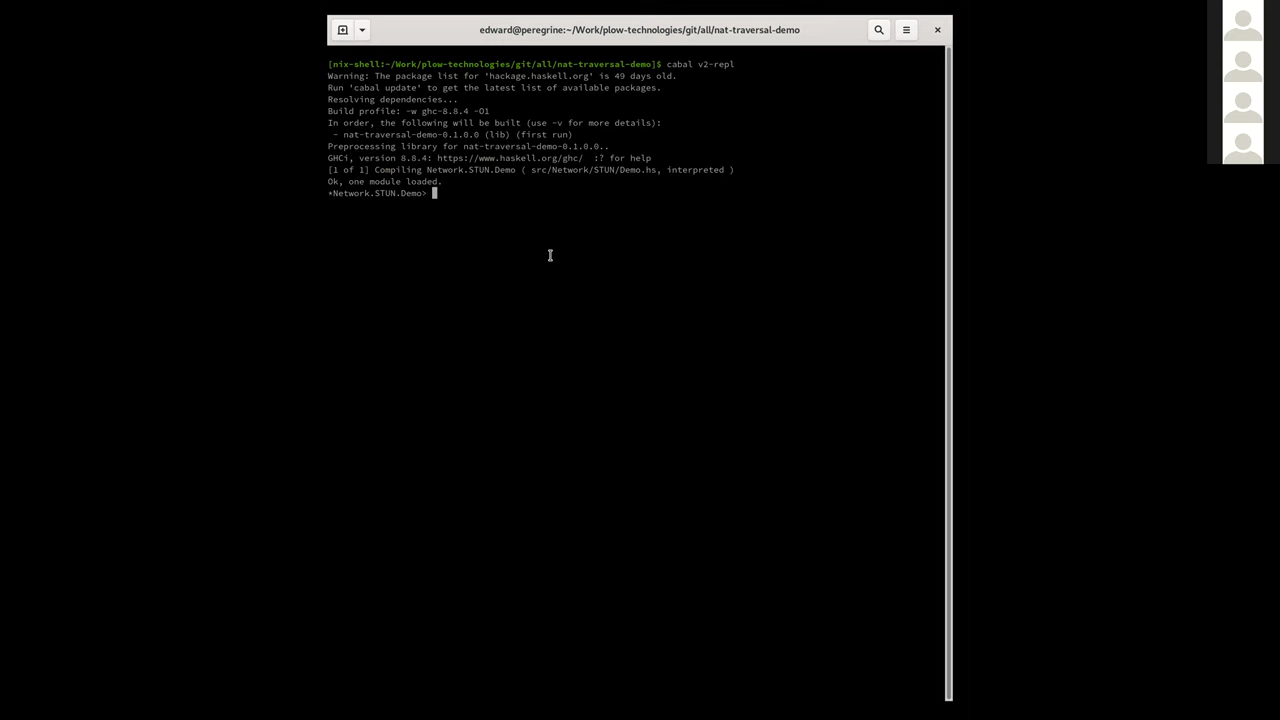 edward@peregrine:~/Work/plow-technologies/git/all/nat-traversal-demo
[nix-shell:~/Work/plow-technologies/git/all/nat-traversal-demo]$ cabal v2-repl
Warning: The package list for 'hackage.haskell.org' is 49 days old.
Run 'cabal update' to get the latest list of available packages.
Resolving dependencies...
Build profile: -w ghc-8.8.4 -O1
In order, the following will be built (use -v for more details):
 - nat-traversal-demo-0.1.0.0 (lib) (first run)
Preprocessing library for nat-traversal-demo-0.1.0.0..
GHCi, version 8.8.4: https://www.haskell.org/ghc/  :? for help
[1 of 1] Compiling Network.STUN.Demo ( src/Network/STUN/Demo.hs, interpreted )
Ok, one module loaded.
*Network.STUN.Demo>